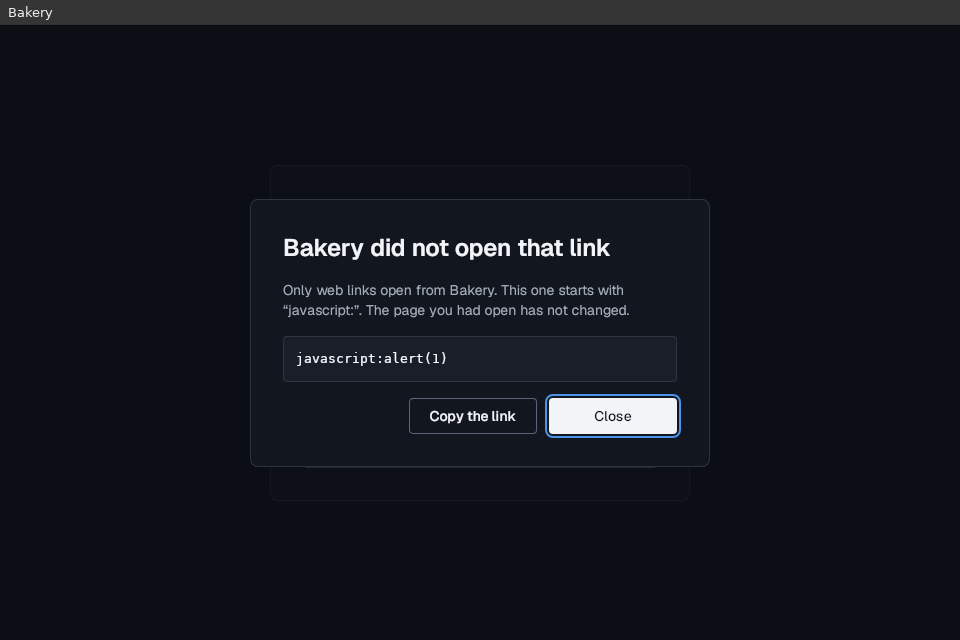 Bakery
Bakery did not open that link
Only web links open from Bakery. This one starts with
“javascript:”. The page you had open has not changed.
javascript:alert(1)
Copy the link
Close